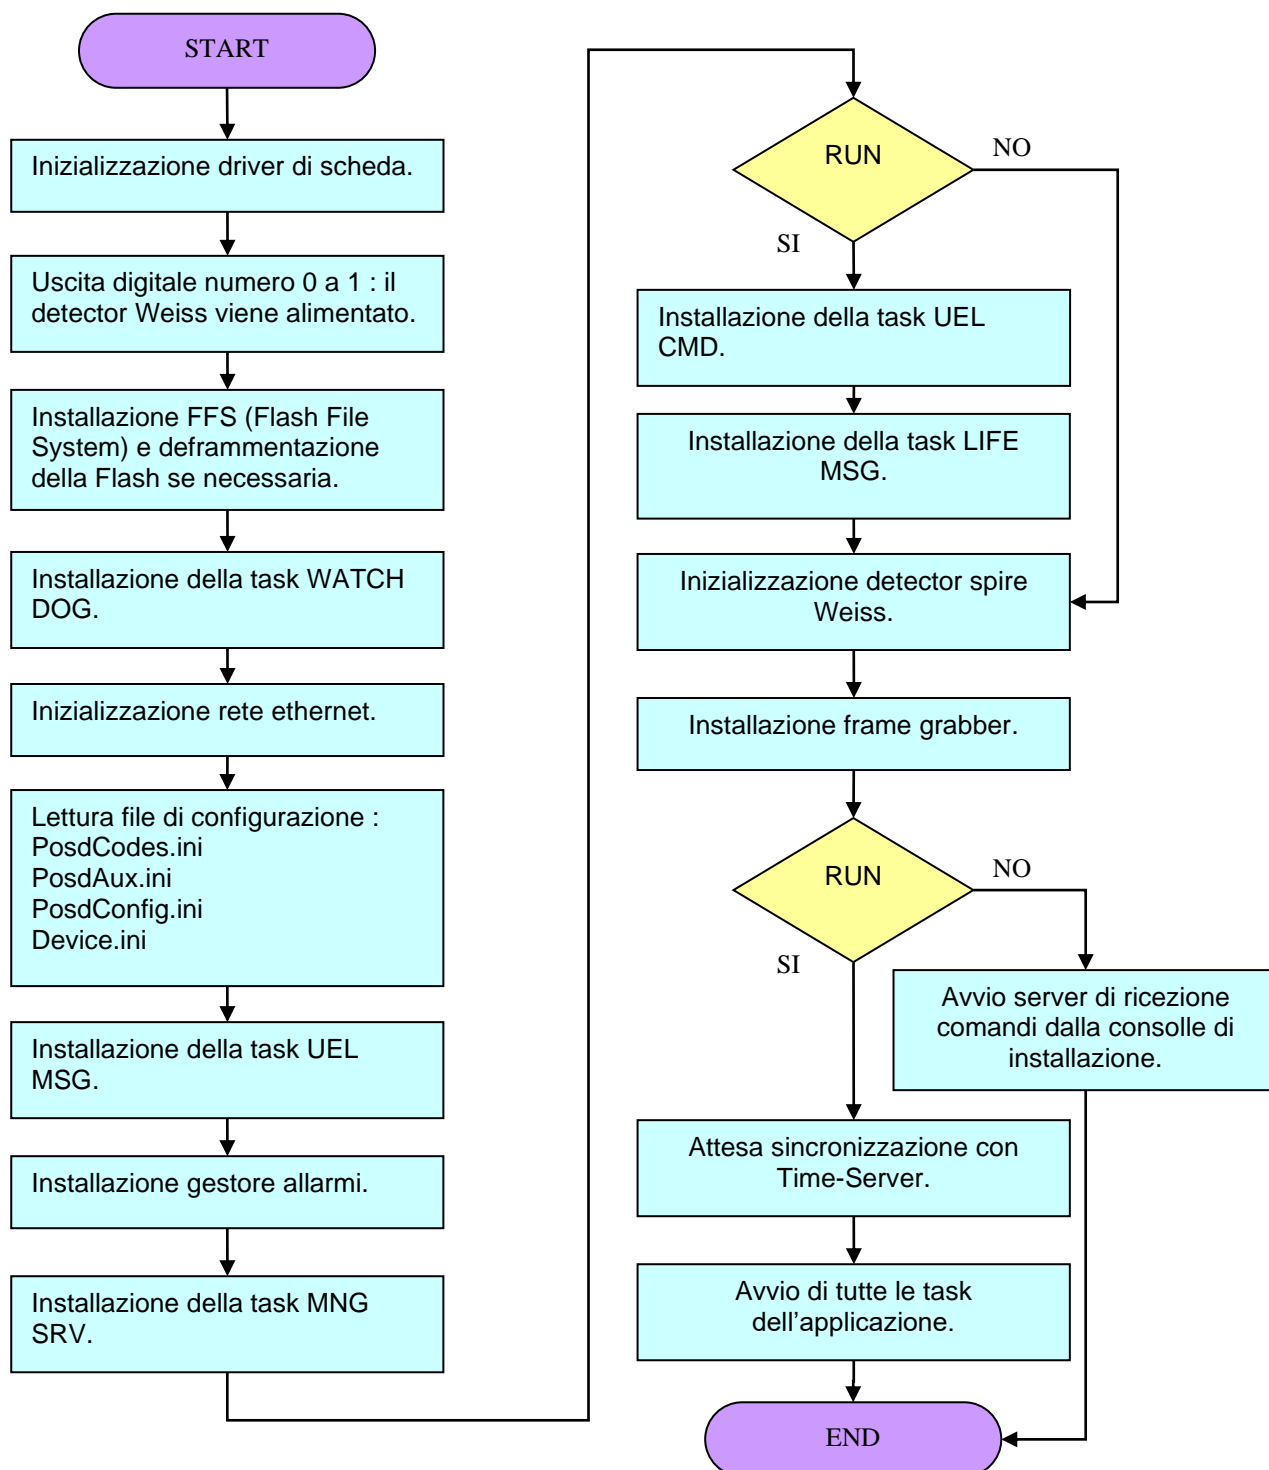 START
Inizializzazione driver di scheda.
Uscita digitale numero 0 a 1 : il
detector Weiss viene alimentato.
Installazione FFS (Flash File
System) e deframmentazione
della Flash se necessaria.
Installazione della task WATCH
DOG.
Inizializzazione rete ethernet.
Lettura file di configurazione :
PosdCodes.ini
PosdAux.ini
PosdConfig.ini
Device.ini
Installazione della task UEL
MSG.
Installazione gestore allarmi.
Installazione della task MNG
SRV.
RUN
NO
SI
Installazione della task UEL
CMD.
Installazione della task LIFE
MSG.
Inizializzazione detector spire
Weiss.
Installazione frame grabber.
RUN
NO
SI
Avvio server di ricezione
comandi dalla consolle di
installazione.
Attesa sincronizzazione con
Time-Server.
Avvio di tutte le task
dell’applicazione.
END